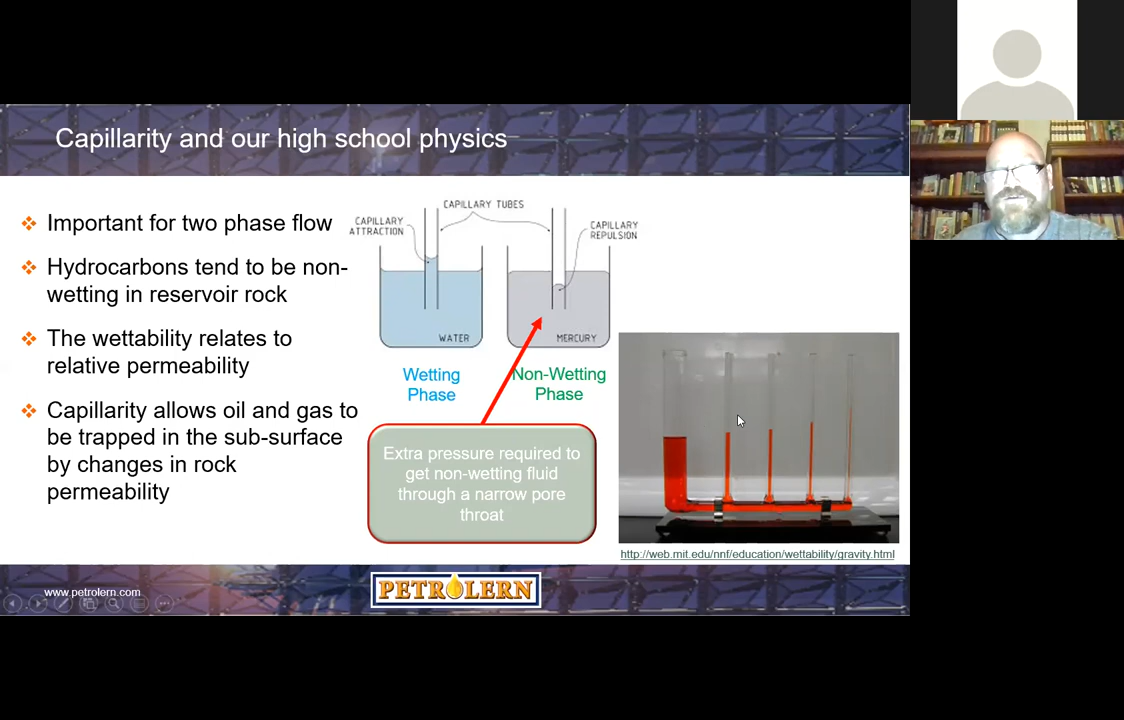 Capillarity and our high school physics
Important for two phase flow
Hydrocarbons tend to be non-
wetting in reservoir rock
The wettability relates to
relative permeability
Capillarity allows oil and gas to
be trapped in the sub-surface
by changes in rock
permeability
CAPILLARY TUBES
CAPILLARY
ATTRACTION
CAPILLARY
REPULSION
WATER
MERCURY
Wetting
Phase
Non-Wetting
Phase
Extra pressure required to
get non-wetting fluid
through a narrow pore
throat
http://web.mit.edu/nnf/education/wettability/gravity.html
www.petrolern.com
PETROLERN